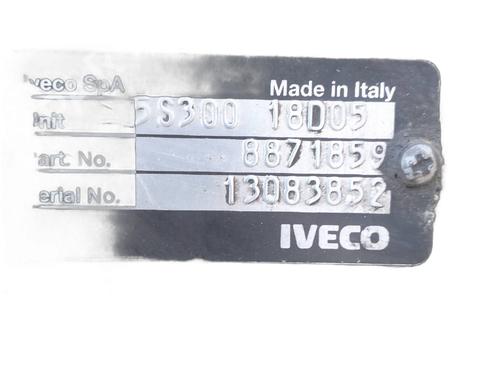 Iveco SpA Made in Italy
Unit 5S300 18D05
Part. No. 8871859
Serial No. 13083852
IVECO